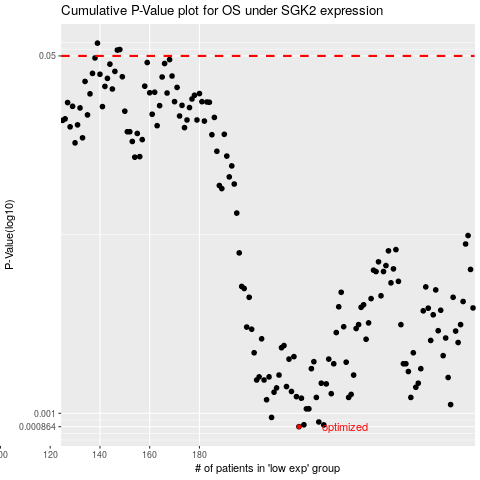 Cumulative P-Value plot for OS under SGK2 expression
0.05
P-Value(log10)
0.001
0.000864
optimized
00
120
140
160
180
# of patients in 'low exp' group